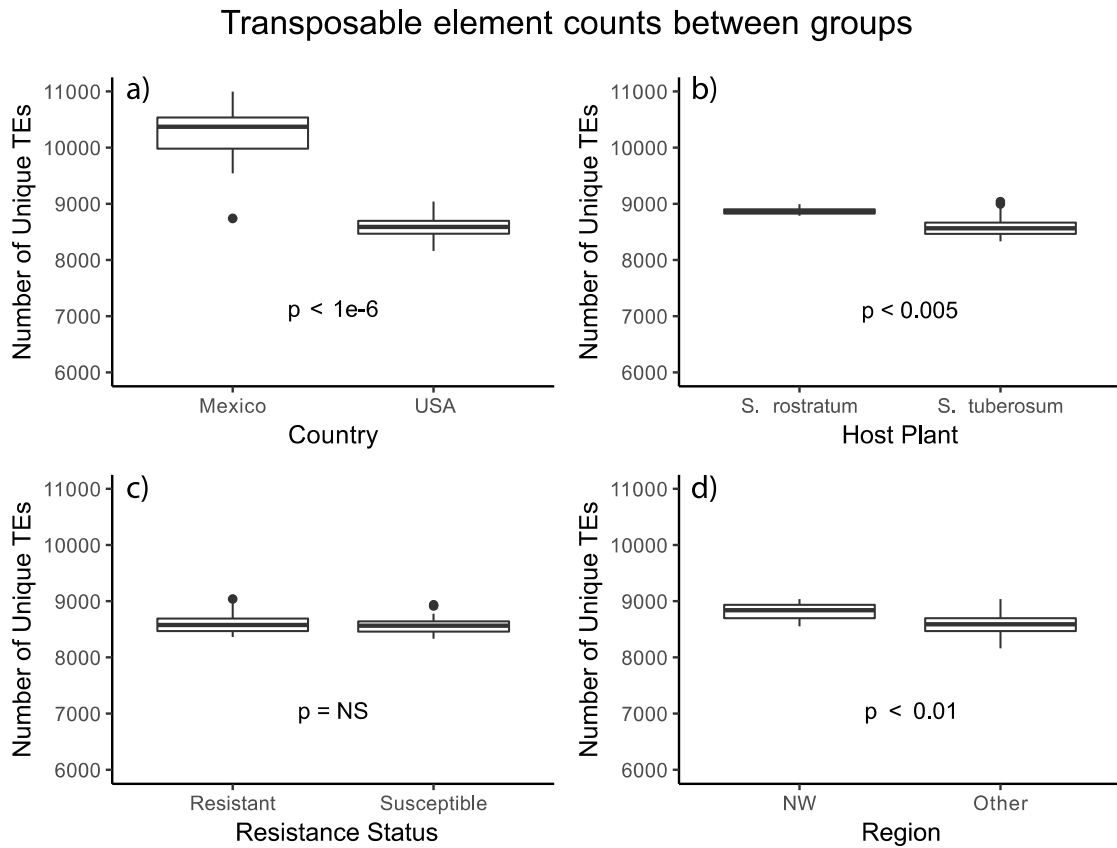 Transposable element counts between groups
a)
Number of Unique TEs
11000
10000
9000
8000
7000
6000
p < 1e-6
Mexico USA
Country
b)
Number of Unique TEs
11000
10000
9000
8000
7000
6000
p < 0.005
S. rostratum S. tuberosum
Host Plant
c)
Number of Unique TEs
11000
10000
9000
8000
7000
6000
p = NS
Resistant Susceptible
Resistance Status
d)
Number of Unique TEs
11000
10000
9000
8000
7000
6000
p < 0.01
NW Other
Region